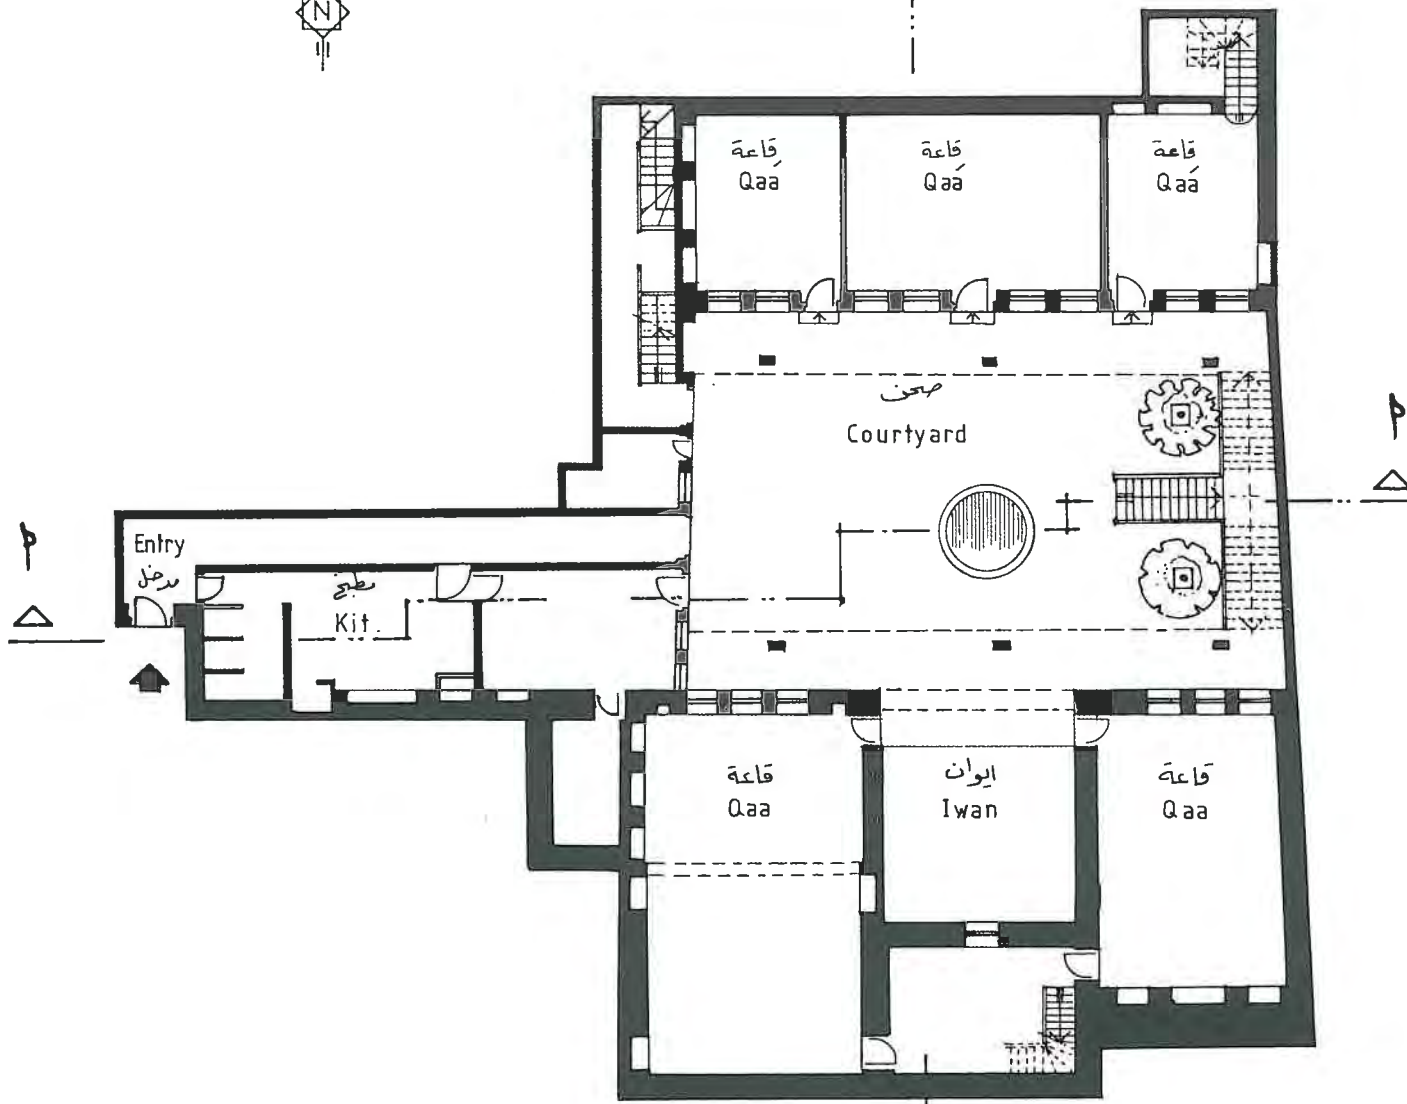 N
قاعة
Qaa
قاعة
Qaa
قاعة
Qaa
صحن
Courtyard
Entry
مدخل
مطبخ
Kit.
قاعة
Qaa
ايوان
Iwan
قاعة
Qaa